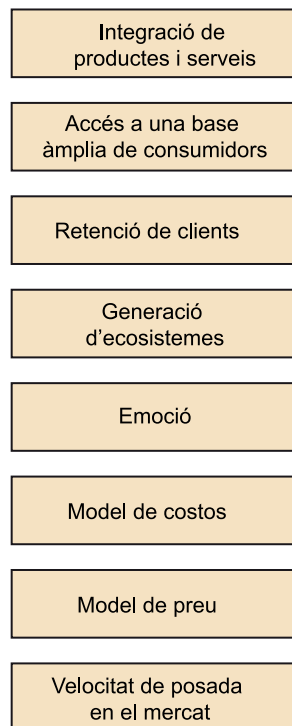 Integració de
productes i serveis
Accés a una base
àmplia de consumidors
Retenció de clients
Generació
d'ecosistemes
Emoció
Model de costos
Model de preu
Velocitat de posada
en el mercat